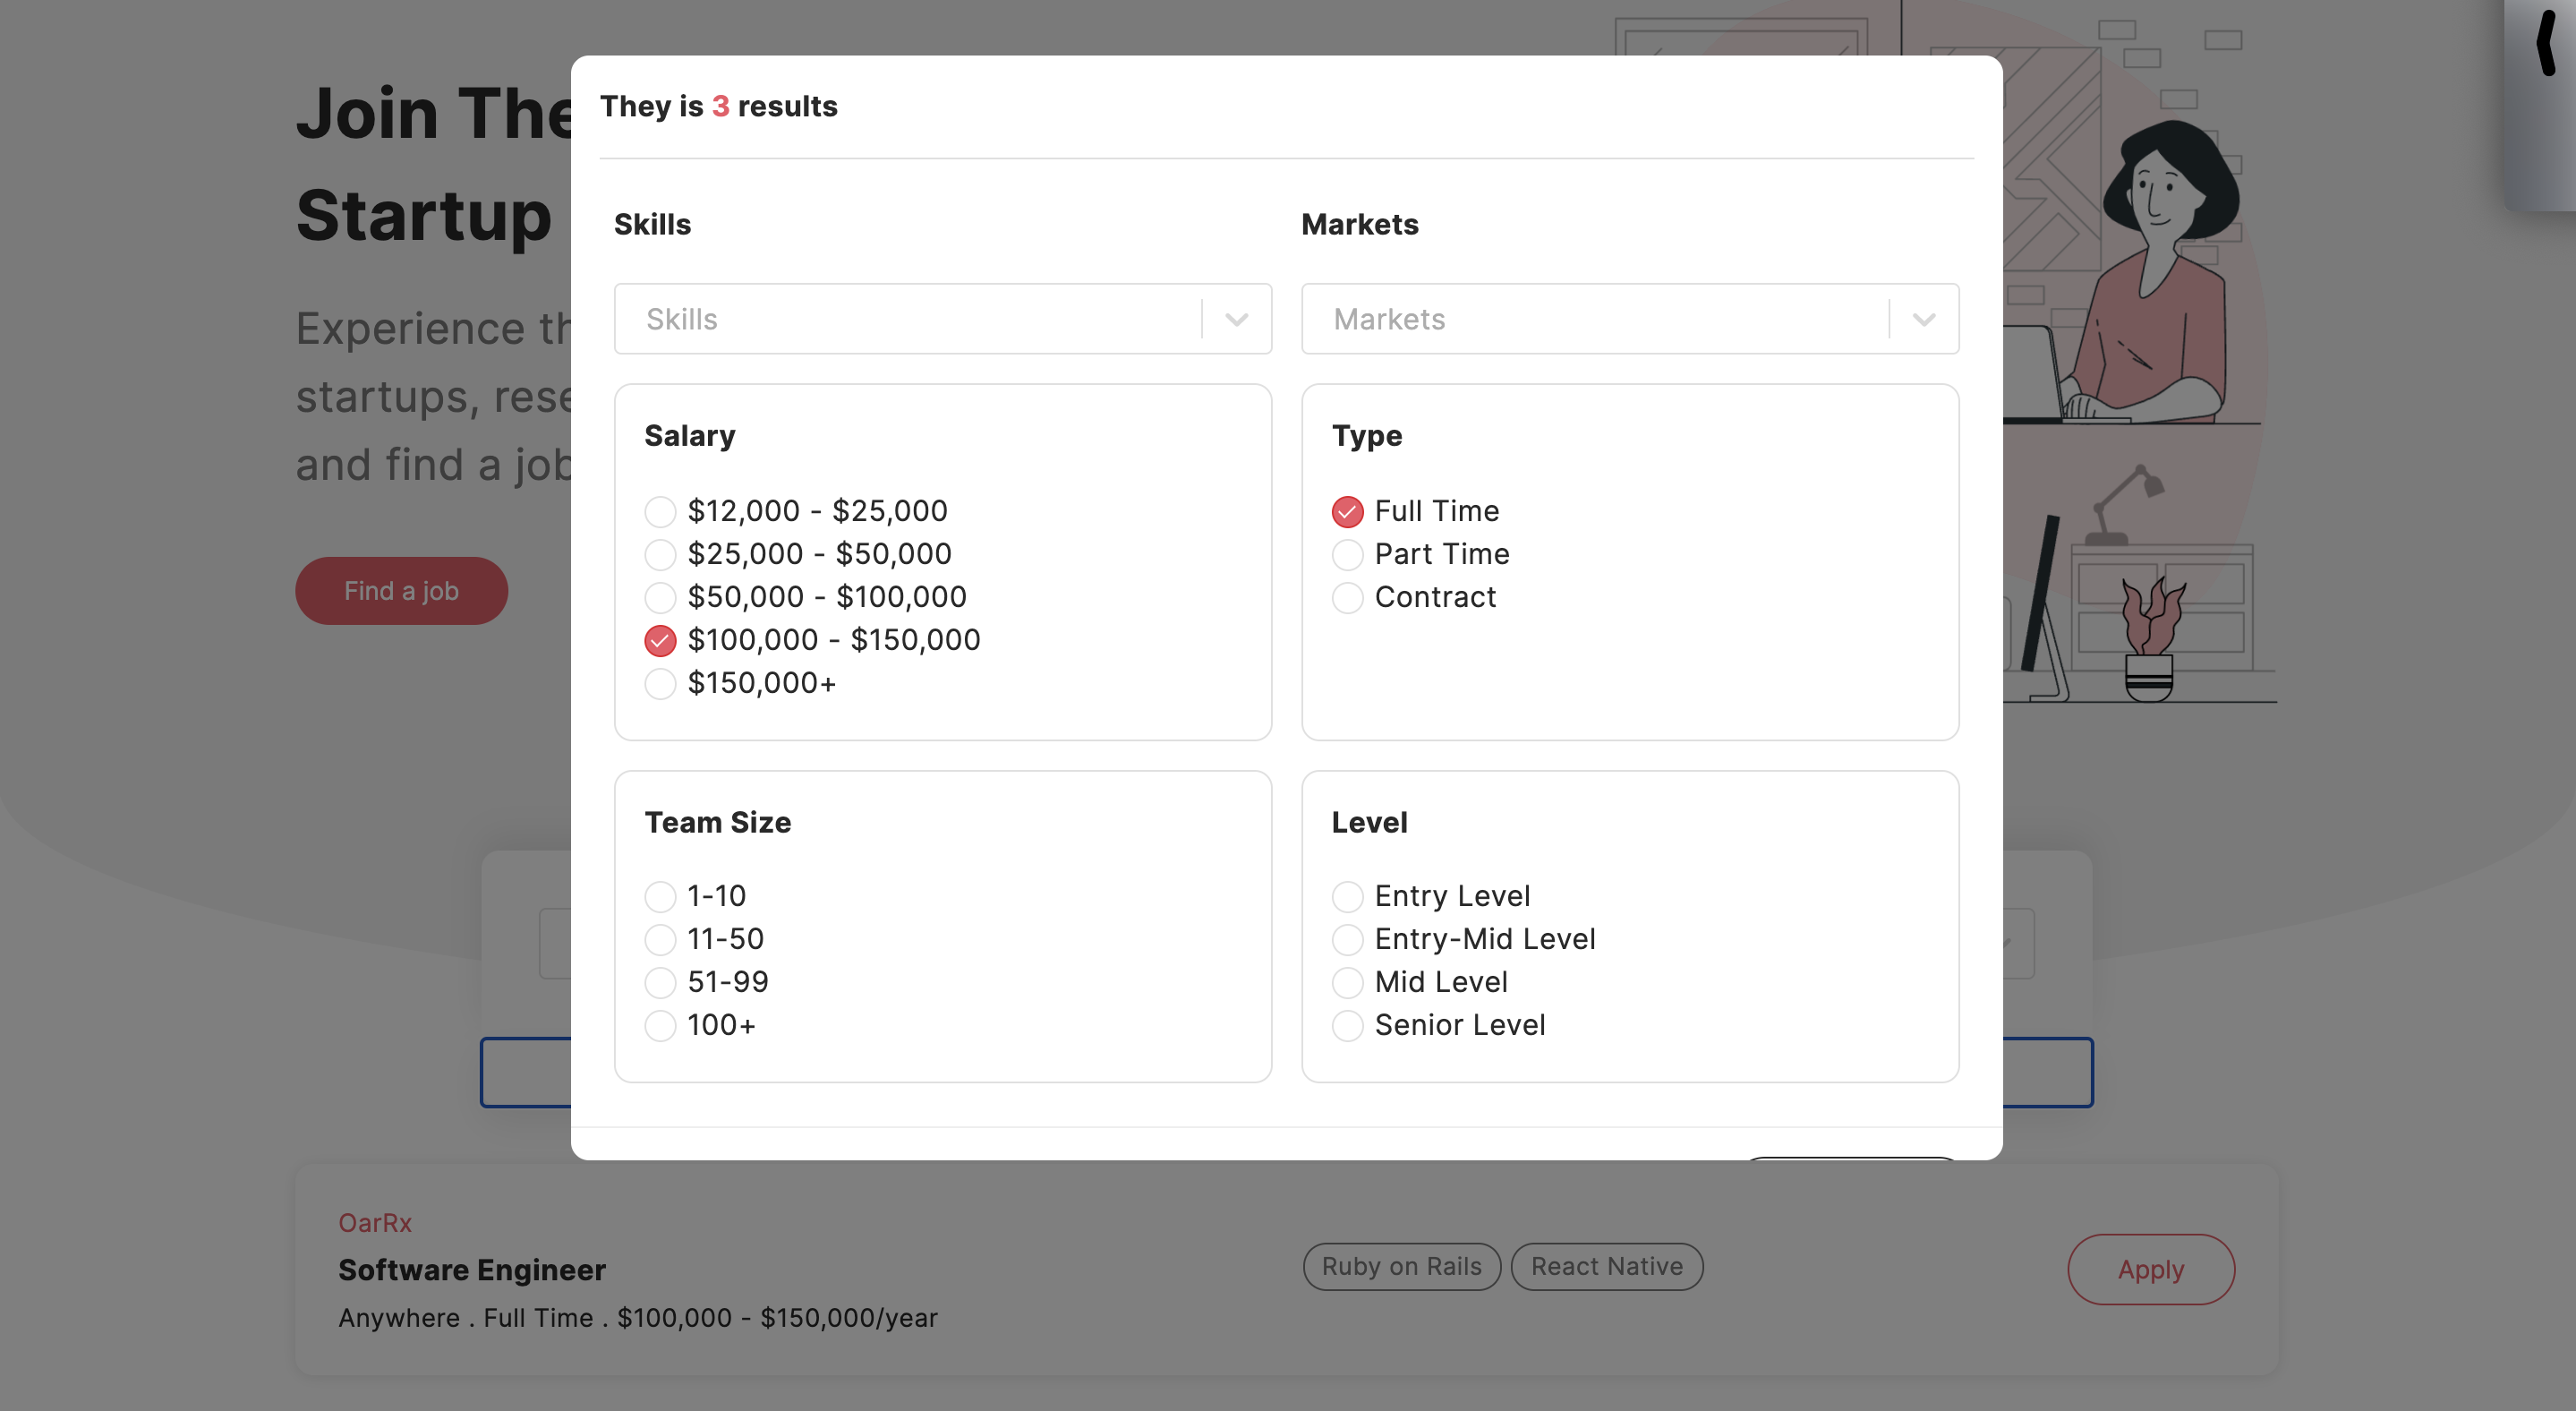 Join The
Startup
Experience th
startups, rese
and find a job
Find a job
They is 3 results
Skills
Markets
Skills
Markets
Salary
$12,000 - $25,000
$25,000 - $50,000
$50,000 - $100,000
$100,000 - $150,000
$150,000+
Type
Full Time
Part Time
Contract
Team Size
1-10
11-50
51-99
100+
Level
Entry Level
Entry-Mid Level
Mid Level
Senior Level
OarRx
Software Engineer
Anywhere . Full Time . $100,000 - $150,000/year
Ruby on Rails
React Native
Apply